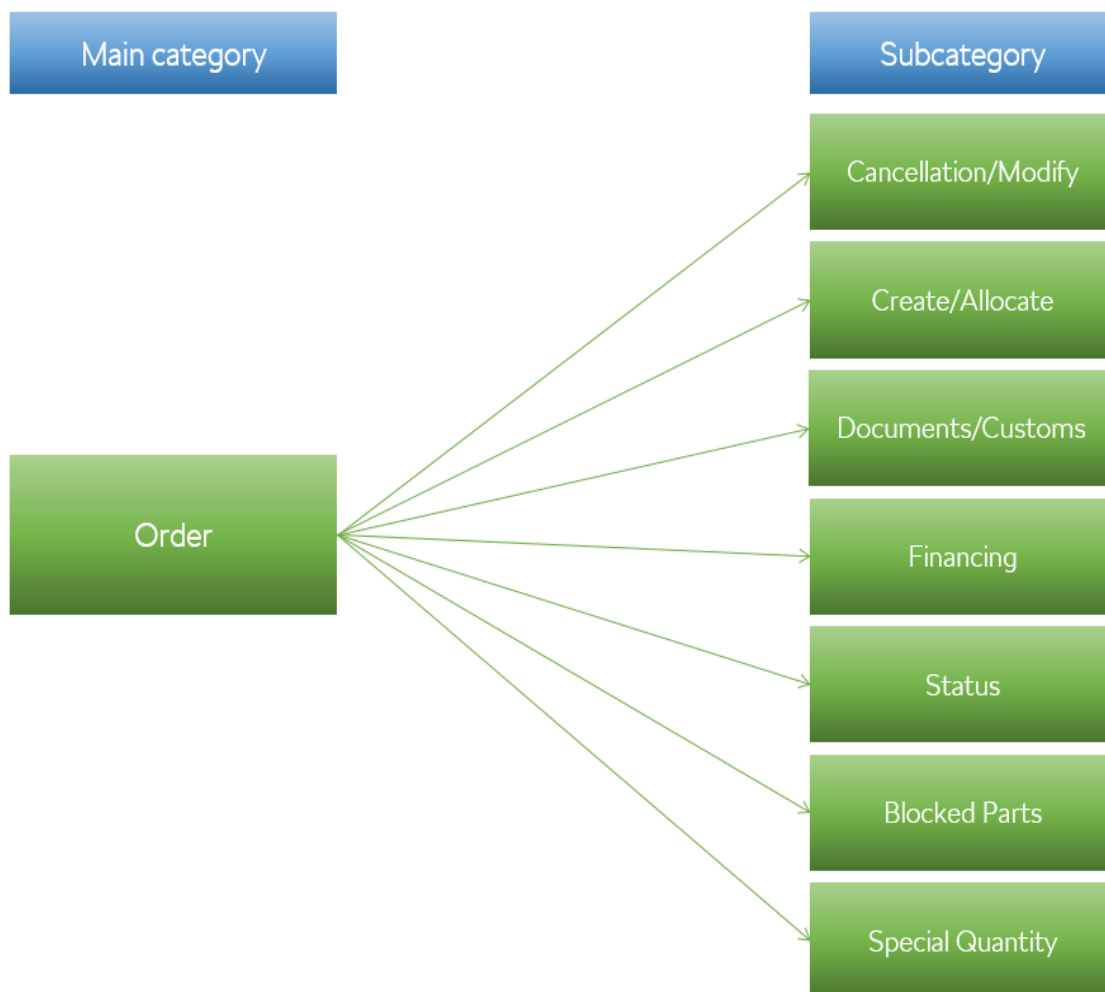 Main category
Subcategory
Cancellation/Modify
Create/Allocate
Documents/Customs
Order
Financing
Status
Blocked Parts
Special Quantity